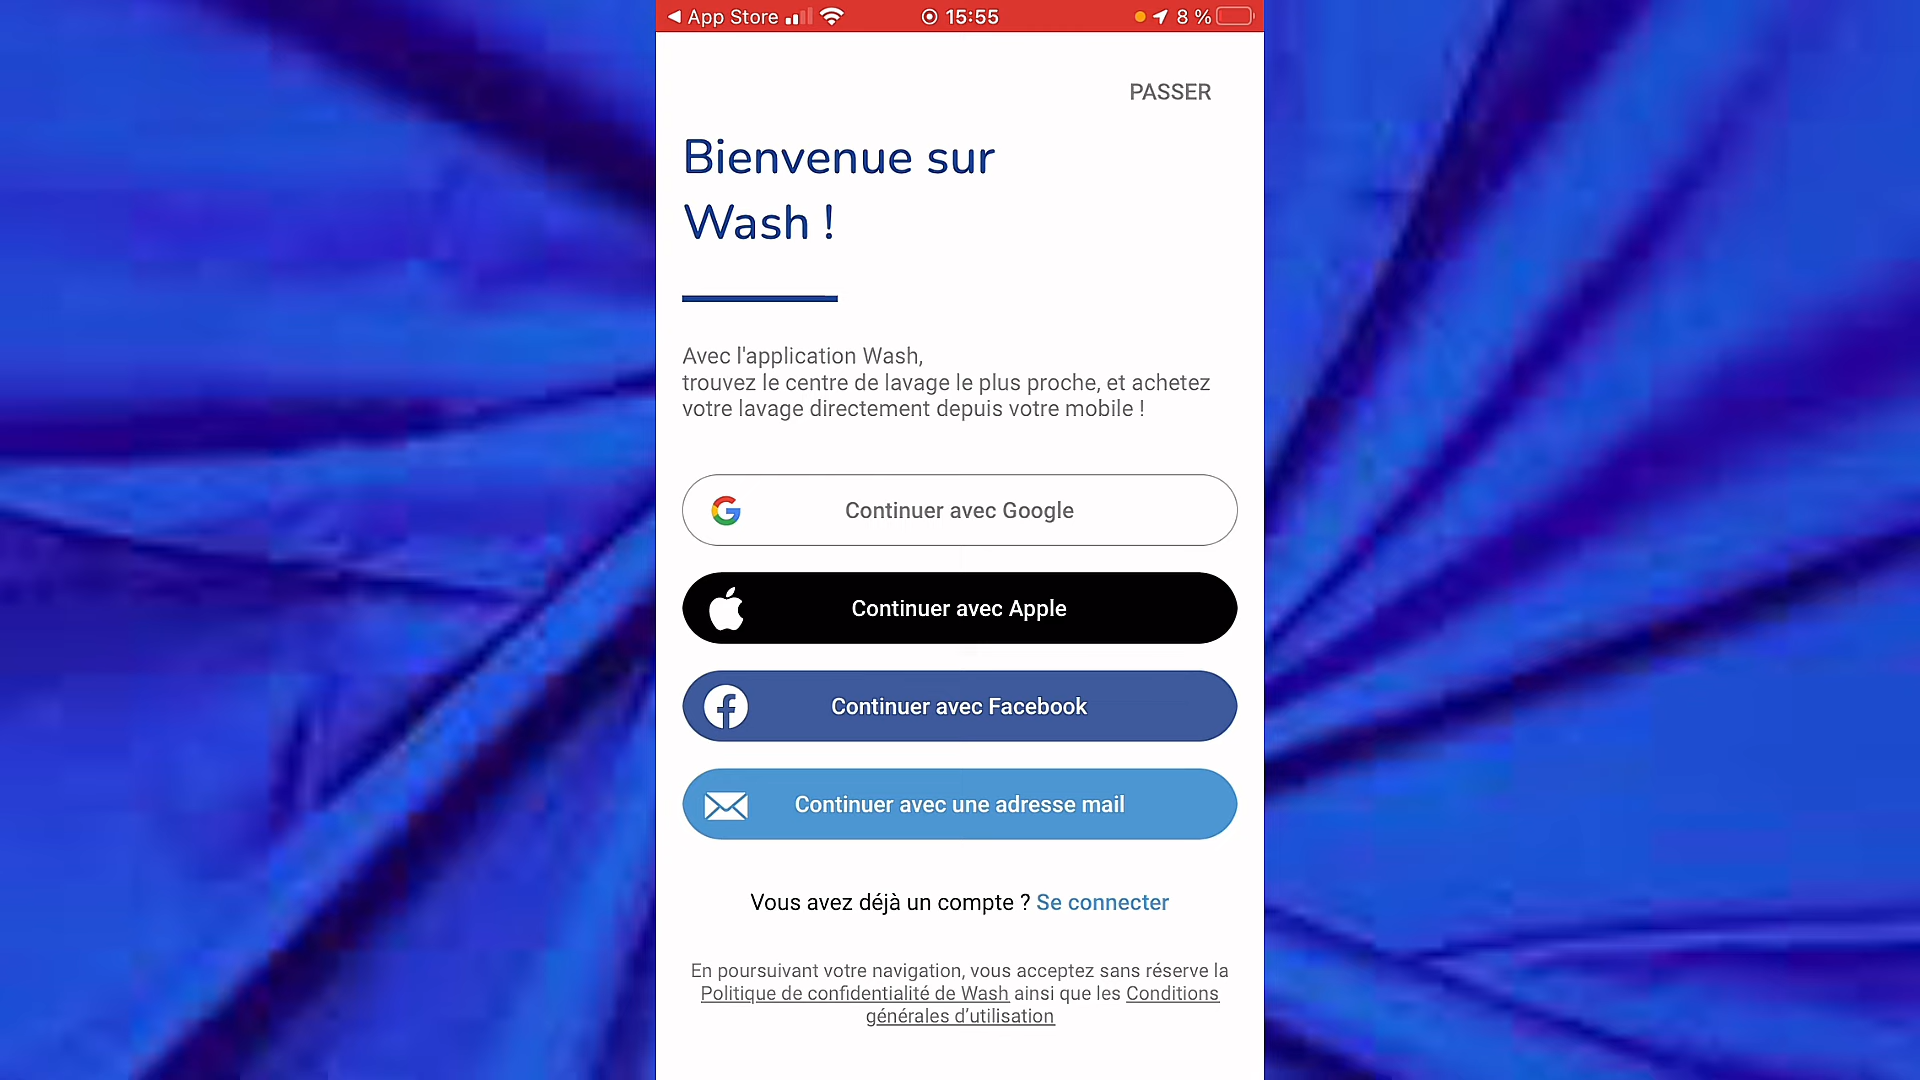 App Store 15:55 8 %
PASSER
Bienvenue sur
Wash !
Avec l'application Wash,
trouvez le centre de lavage le plus proche, et achetez
votre lavage directement depuis votre mobile !
Continuer avec Google
Continuer avec Apple
Continuer avec Facebook
Continuer avec une adresse mail
Vous avez déjà un compte ? Se connecter
En poursuivant votre navigation, vous acceptez sans réserve la
Politique de confidentialité de Wash ainsi que les Conditions
générales d’utilisation